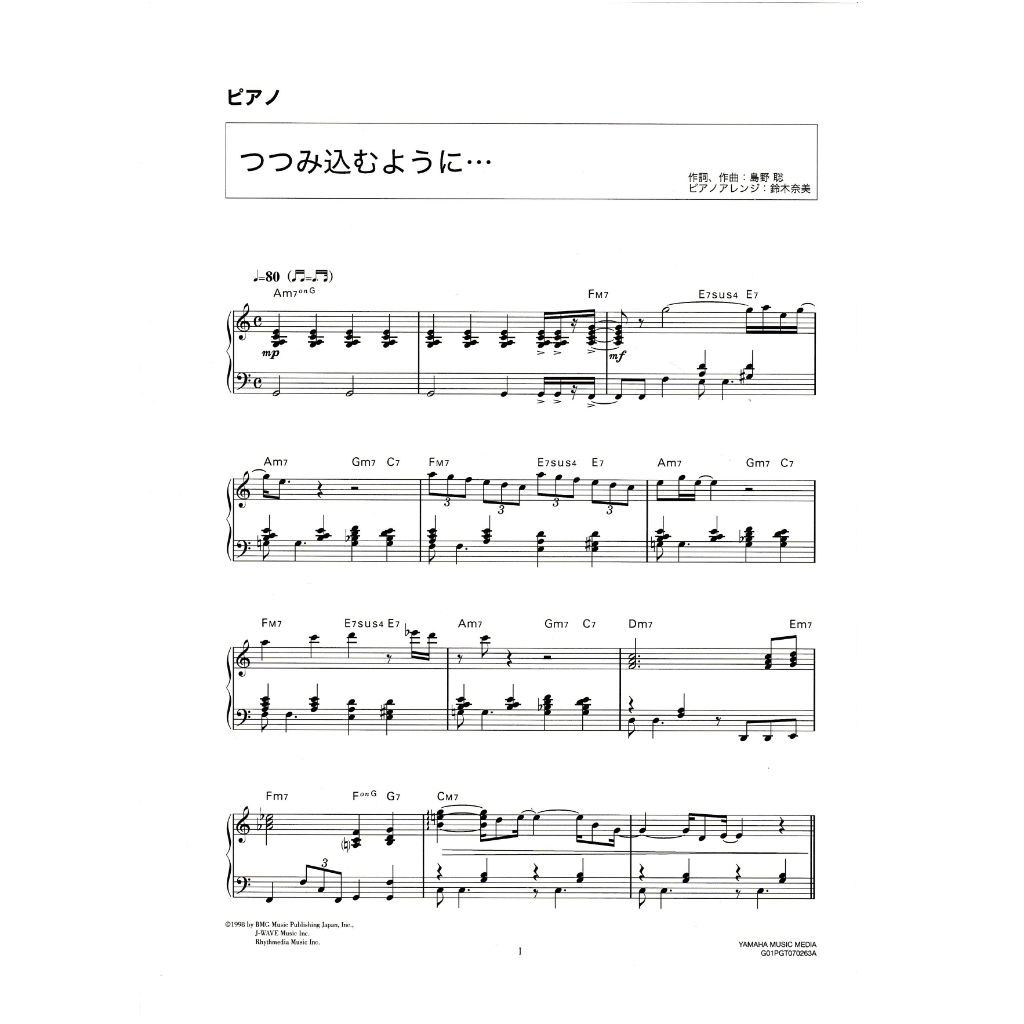 ピアノ
つつみ込むように…
作詞、作曲：島野 聡
ピアノアレンジ：鈴木奈美
♩=80 (♬=♬)
Am7onG FM7 E7sus4 E7
mp mf
Am7 Gm7 C7 FM7 E7sus4 E7 Am7 Gm7 C7
3 3 3 3
FM7 E7sus4 E7 Am7 Gm7 C7 Dm7 Em7
Fm7 FonG G7 CM7
3
©1998 by BMG Music Publishing Japan, Inc.,
J-WAVE Music Inc.
Rhythmedia Music Inc.
1
YAMAHA MUSIC MEDIA
G01PGT070263A